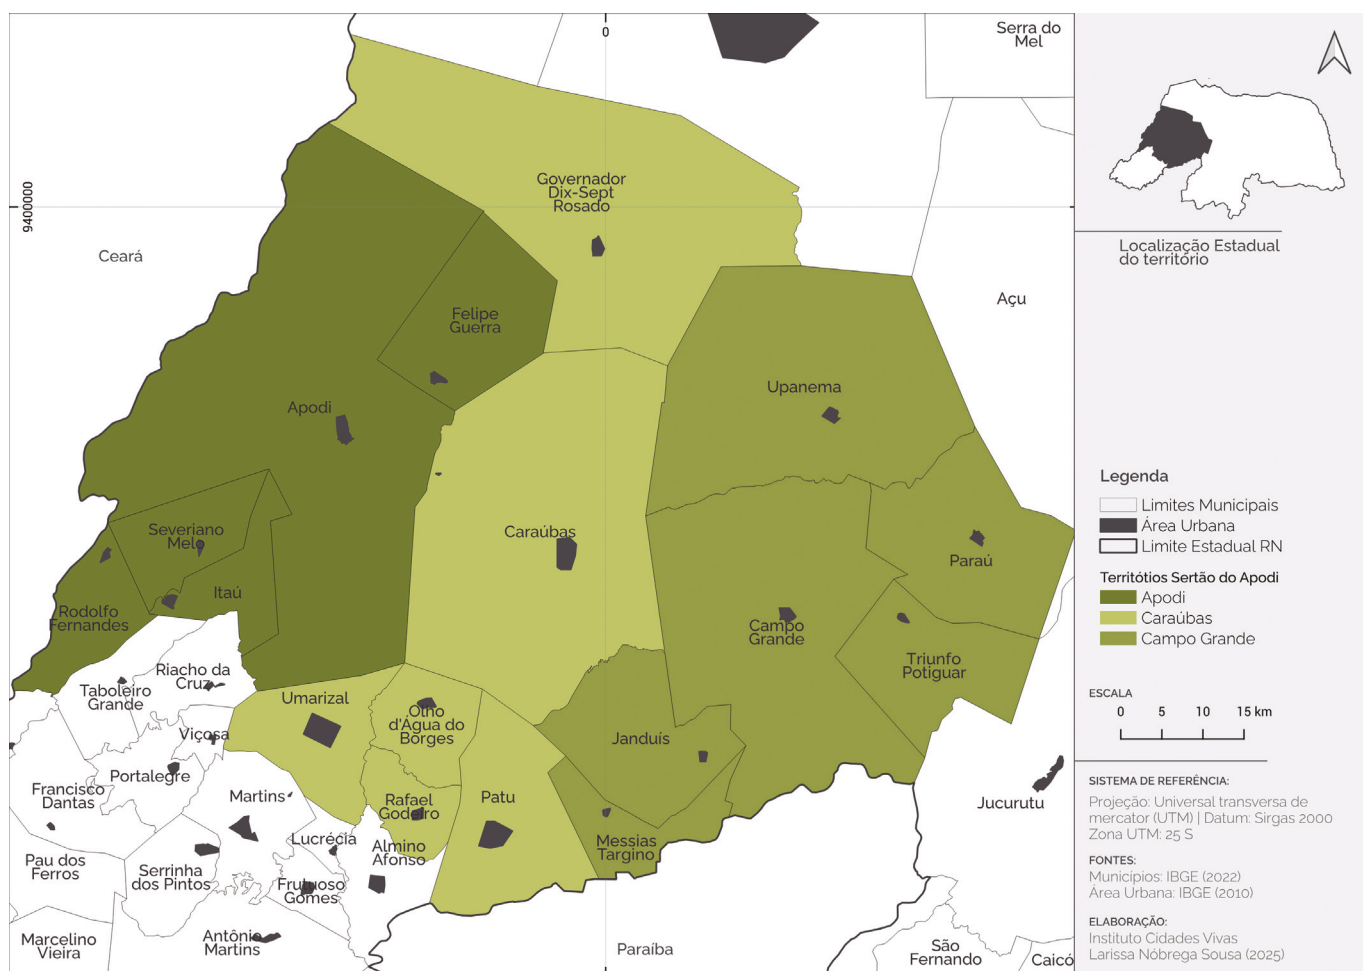 0
Serra do
Mel
9400000
Governador
Dix-Sept
Rosado
Ceará
Açu
Felipe
Guerra
Upanema
Apodi
Severiano
Melo
Caraúbas
Paraú
Itaú
Rodolfo
Fernandes
Campo
Grande
Triunfo
Potiguar
Riacho da
Cruz
Taboleiro
Grande
Umarizal
Olho
d'Água do
Borges
Viçosa
Janduís
Portalegre
Francisco
Dantas
Martins
Rafael
Godeiro
Patu
Jucurutu
Lucrécia
Almino
Afonso
Messias
Targino
Pau dos
Ferros
Serrinha
dos Pintos
Frutuoso
Gomes
Marcelino
Vieira
Antônio
Martins
Paraíba
São
Fernando
Caicó
Localização Estadual
do território
Legenda
Limites Municipais
Área Urbana
Limite Estadual RN
Territótios Sertão do Apodi
Apodi
Caraúbas
Campo Grande
ESCALA
0 5 10 15 km
SISTEMA DE REFERÊNCIA:
Projeção: Universal transversa de
mercator (UTM) | Datum: Sirgas 2000
Zona UTM: 25 S
FONTES:
Municípios: IBGE (2022)
Área Urbana: IBGE (2010)
ELABORAÇÃO:
Instituto Cidades Vivas
Larissa Nóbrega Sousa (2025)